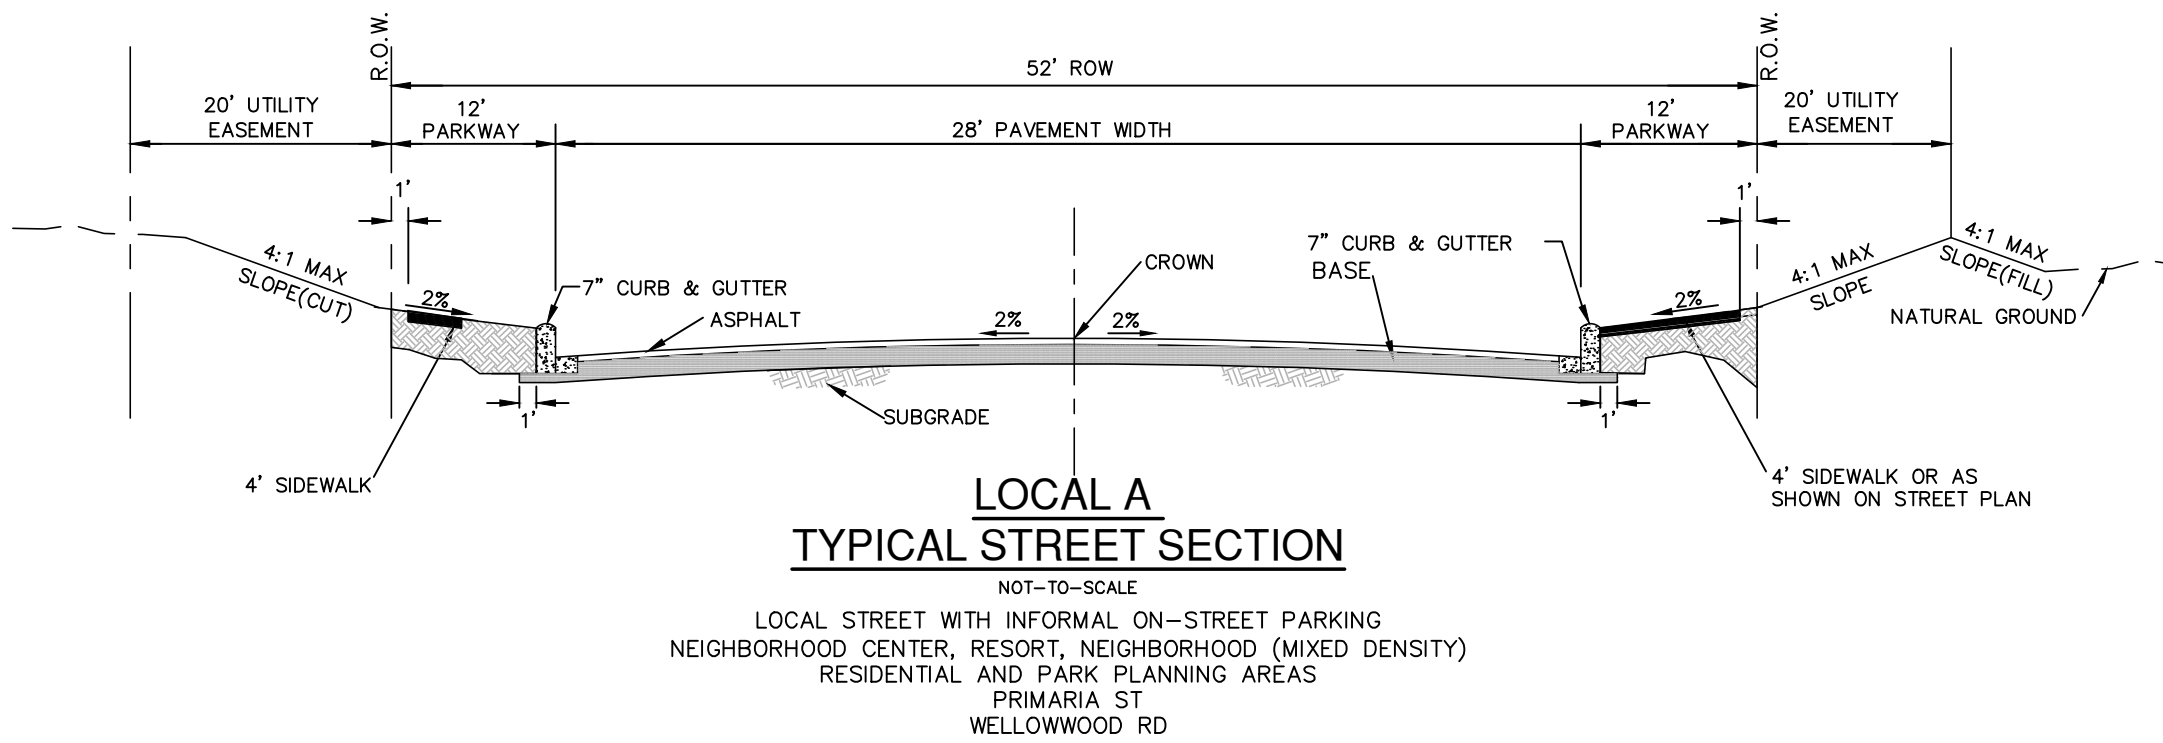 R.O.W.
R.O.W.
52’ ROW
20’ UTILITY
EASEMENT
12’
PARKWAY
28’ PAVEMENT WIDTH
12’
PARKWAY
20’ UTILITY
EASEMENT
1’
1’
4:1 MAX
SLOPE(CUT)
2%
7” CURB & GUTTER
ASPHALT
2%
2%
CROWN
7” CURB & GUTTER
BASE
2%
4:1 MAX
SLOPE
4:1 MAX
SLOPE(FILL)
NATURAL GROUND
1’
SUBGRADE
1’
4’ SIDEWALK
4’ SIDEWALK OR AS
SHOWN ON STREET PLAN
LOCAL A
TYPICAL STREET SECTION
NOT-TO-SCALE
LOCAL STREET WITH INFORMAL ON-STREET PARKING
NEIGHBORHOOD CENTER, RESORT, NEIGHBORHOOD (MIXED DENSITY)
RESIDENTIAL AND PARK PLANNING AREAS
PRIMARIA ST
WELLOWWOOD RD